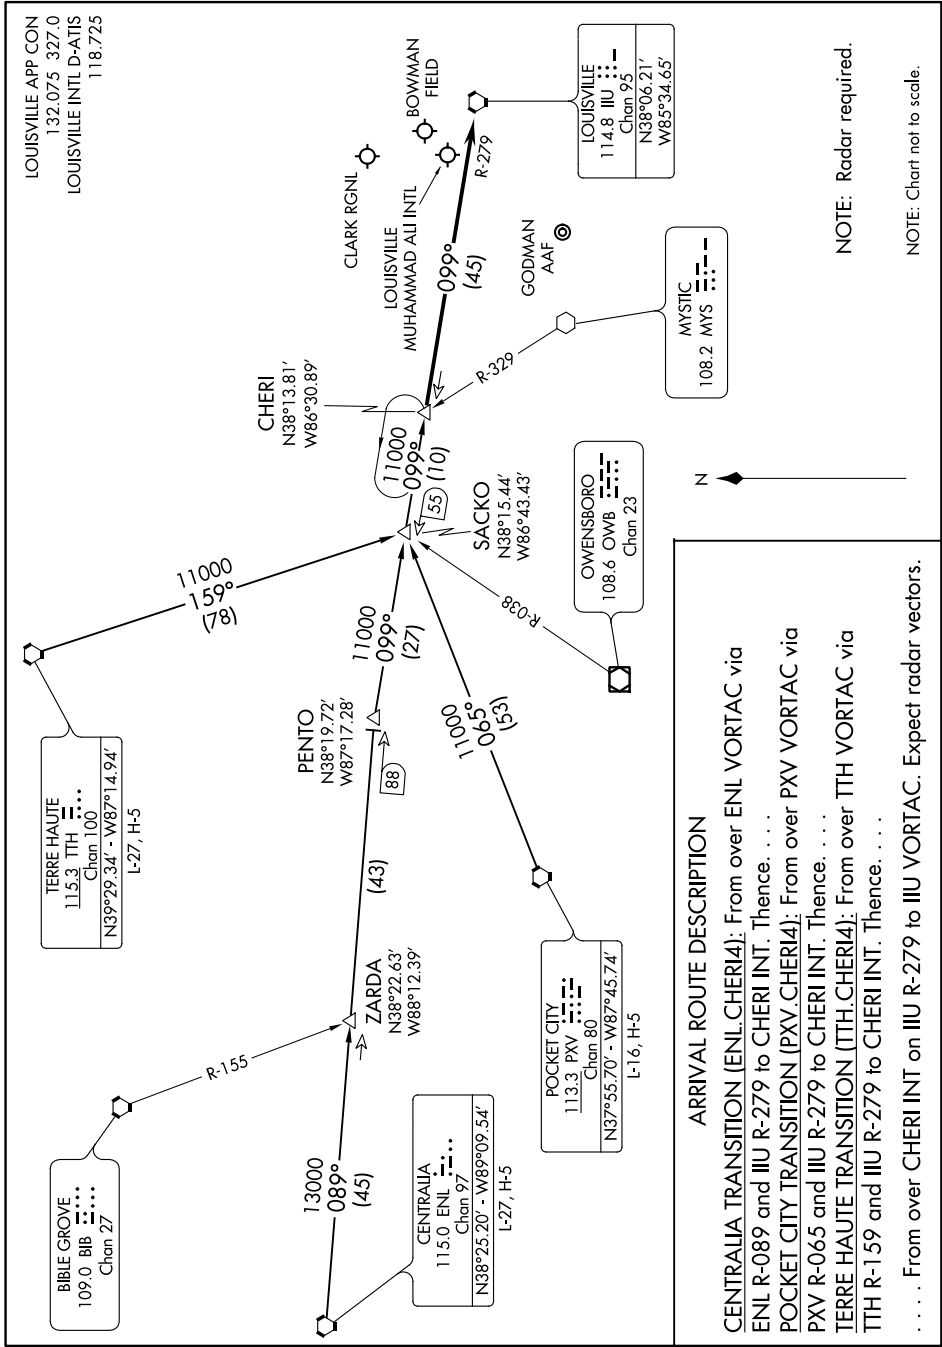 LOUISVILLE APP CON
132.075 327.0
LOUISVILLE INTL D-ATIS
118.725
BIBLE GROVE
109.0 BIB
Chan 27
R-155
TERRE HAUTE
115.3 TTH
Chan 100
N39°29.34' - W87°14.94'
L-27, H-5
11000
159°
(78)
CHERI
N38°13.81'
W86°30.89'
CLARK RGNL
BOWMAN
FIELD
LOUISVILLE
MUHAMMAD ALI INTL
13000
089°
(45)
ZARDA
N38°22.63'
W88°12.39'
(43)
PENTO
N38°19.72'
W87°17.28'
88
11000
099°
(27)
11000
099°
(10)
55
SACKO
N38°15.44'
W86°43.43'
099°
(45)
R-279
LOUISVILLE
114.8 IIU
Chan 95
N38°06.21'
W85°34.65'
GODMAN
AAF
R-329
MYSTIC
108.2 MYS
CENTRALIA
115.0 ENL
Chan 97
N38°25.20' - W89°09.54'
L-27, H-5
POCKET CITY
113.3 PXV
Chan 80
N37°55.70' - W87°45.74'
L-16, H-5
11000
065°
(53)
R-038
OWENSBORO
108.6 OWB
Chan 23
N
NOTE: Radar required.
NOTE: Chart not to scale.
ARRIVAL ROUTE DESCRIPTION
CENTRALIA TRANSITION (ENL.CHERI4): From over ENL VORTAC via
ENL R-089 and IIU R-279 to CHERI INT. Thence. . . .
POCKET CITY TRANSITION (PXV.CHERI4): From over PXV VORTAC via
PXV R-065 and IIU R-279 to CHERI INT. Thence. . . .
TERRE HAUTE TRANSITION (TTH.CHERI4): From over TTH VORTAC via
TTH R-159 and IIU R-279 to CHERI INT. Thence. . . .
. . . . From over CHERI INT on IIU R-279 to IIU VORTAC. Expect radar vectors.